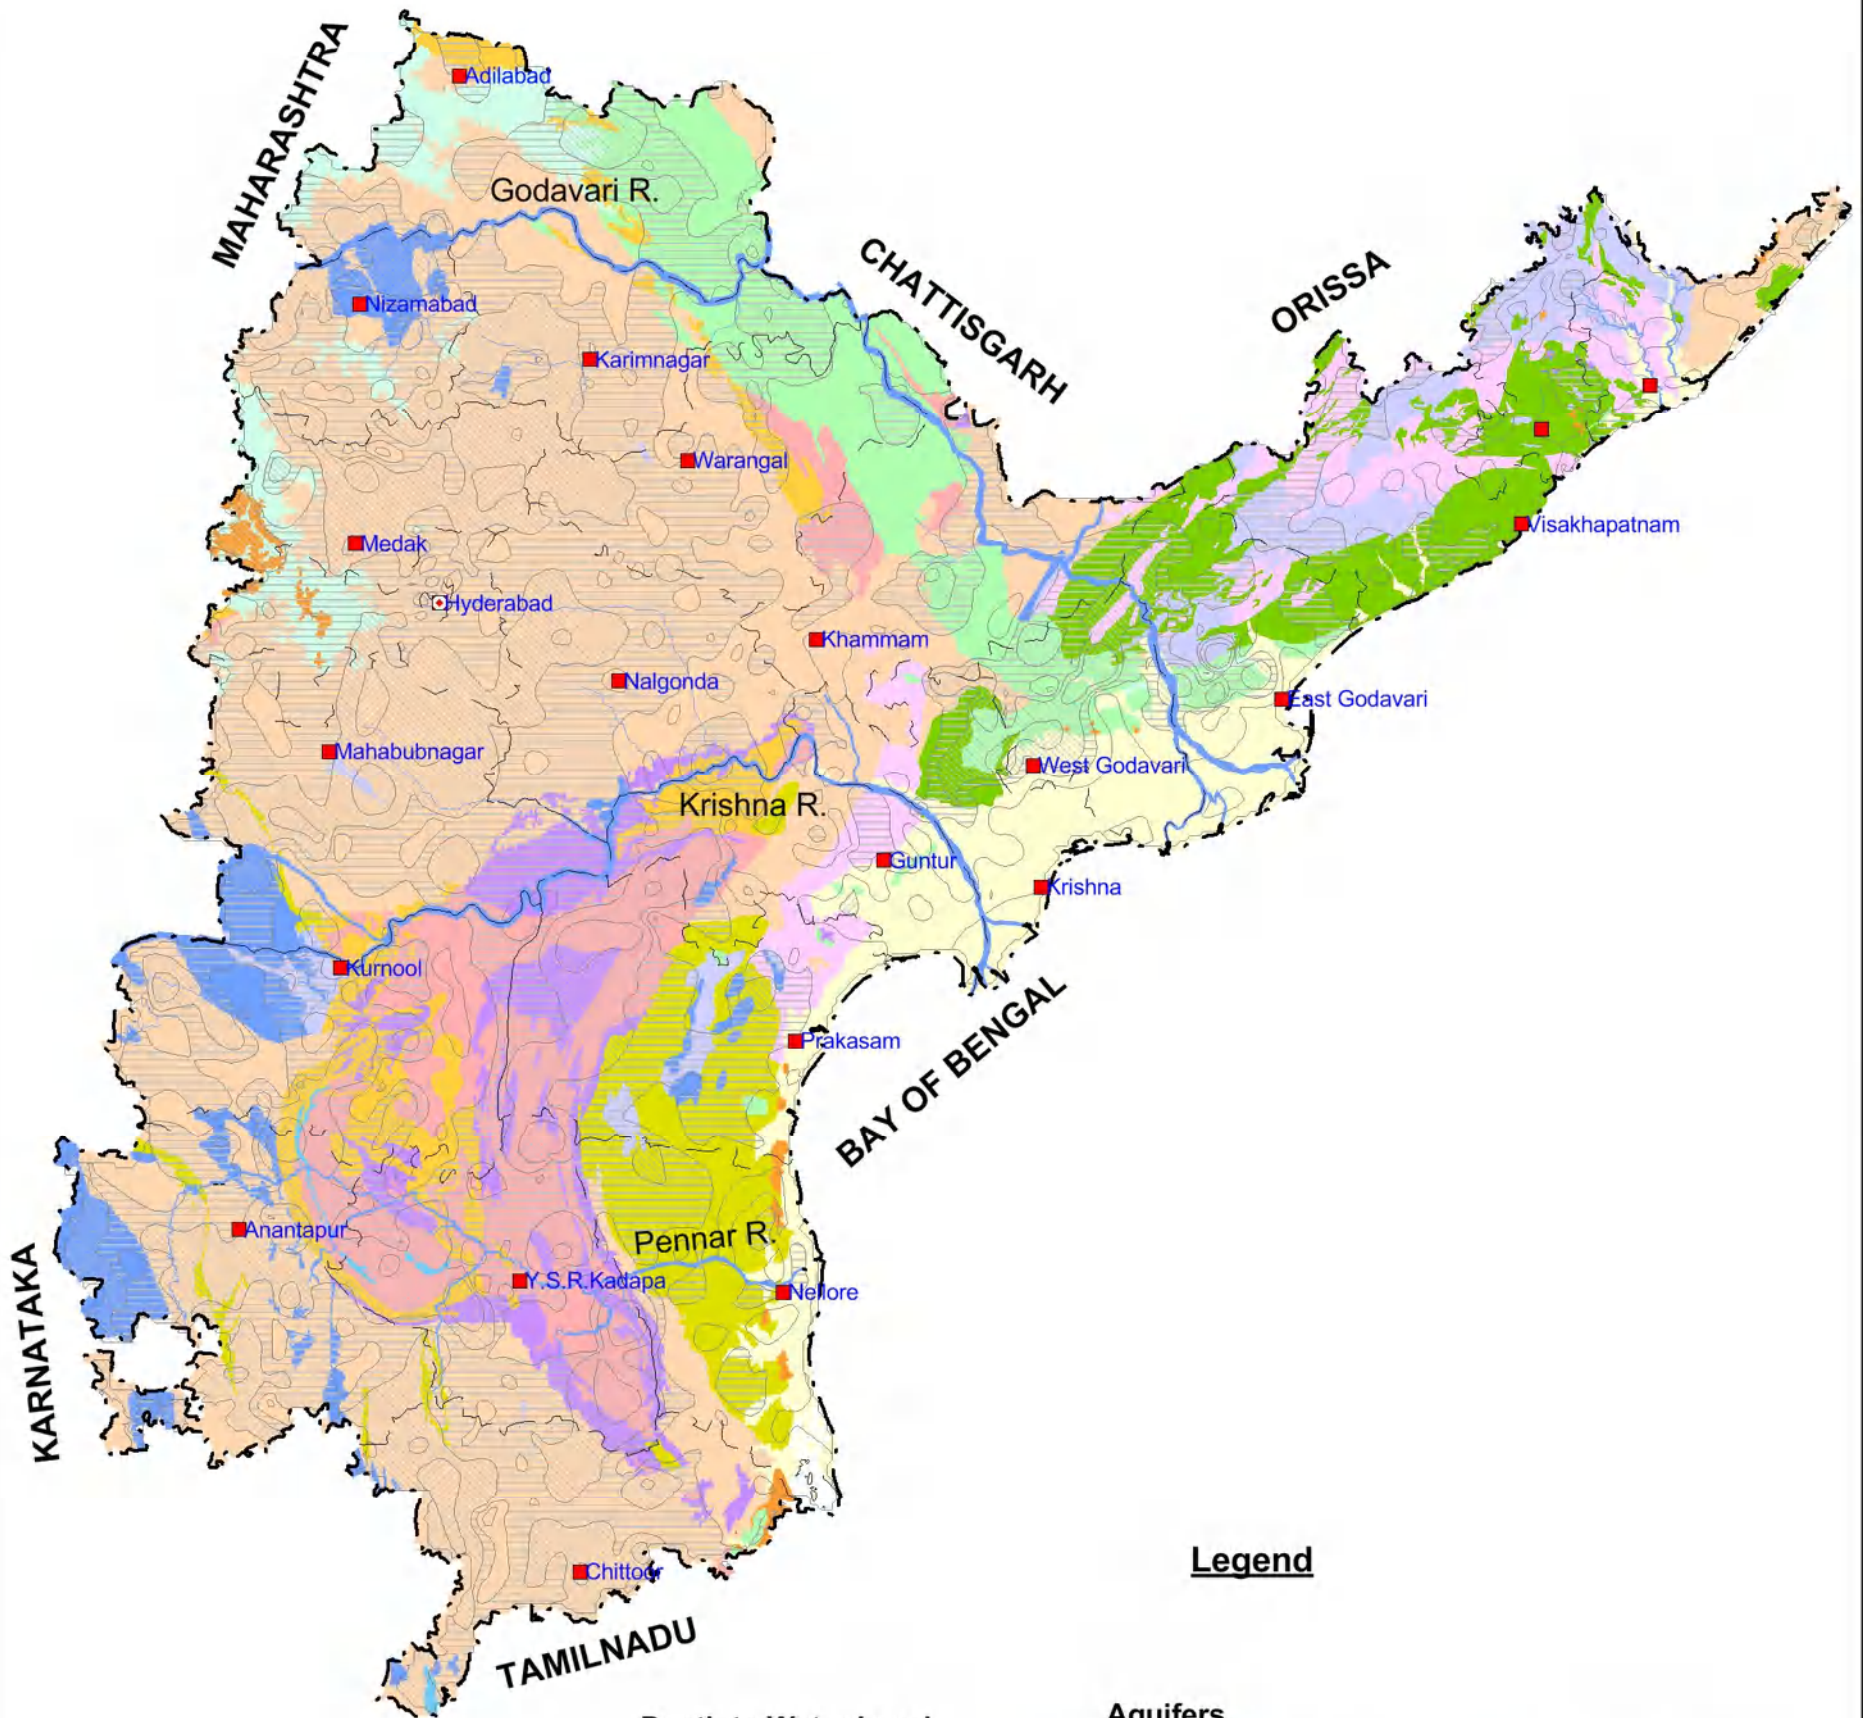 MAHARASHTRA
Adilabad
Godavari R.
CHATTISGARH
ORISSA
Nizamabad
Karimnagar
Warangal
Visakhapatnam
Medak
Hyderabad
Khammam
Nalgonda
East Godavari
Mahabubnagar
West Godavari
Krishna R.
Guntur
Krishna
Kurnool
Prakasam
BAY OF BENGAL
Anantapur
Pennar R.
Y.S.R.Kadapa
Nellore
KARNATAKA
Legend
Chittoor
TAMILNADU
Aquifers